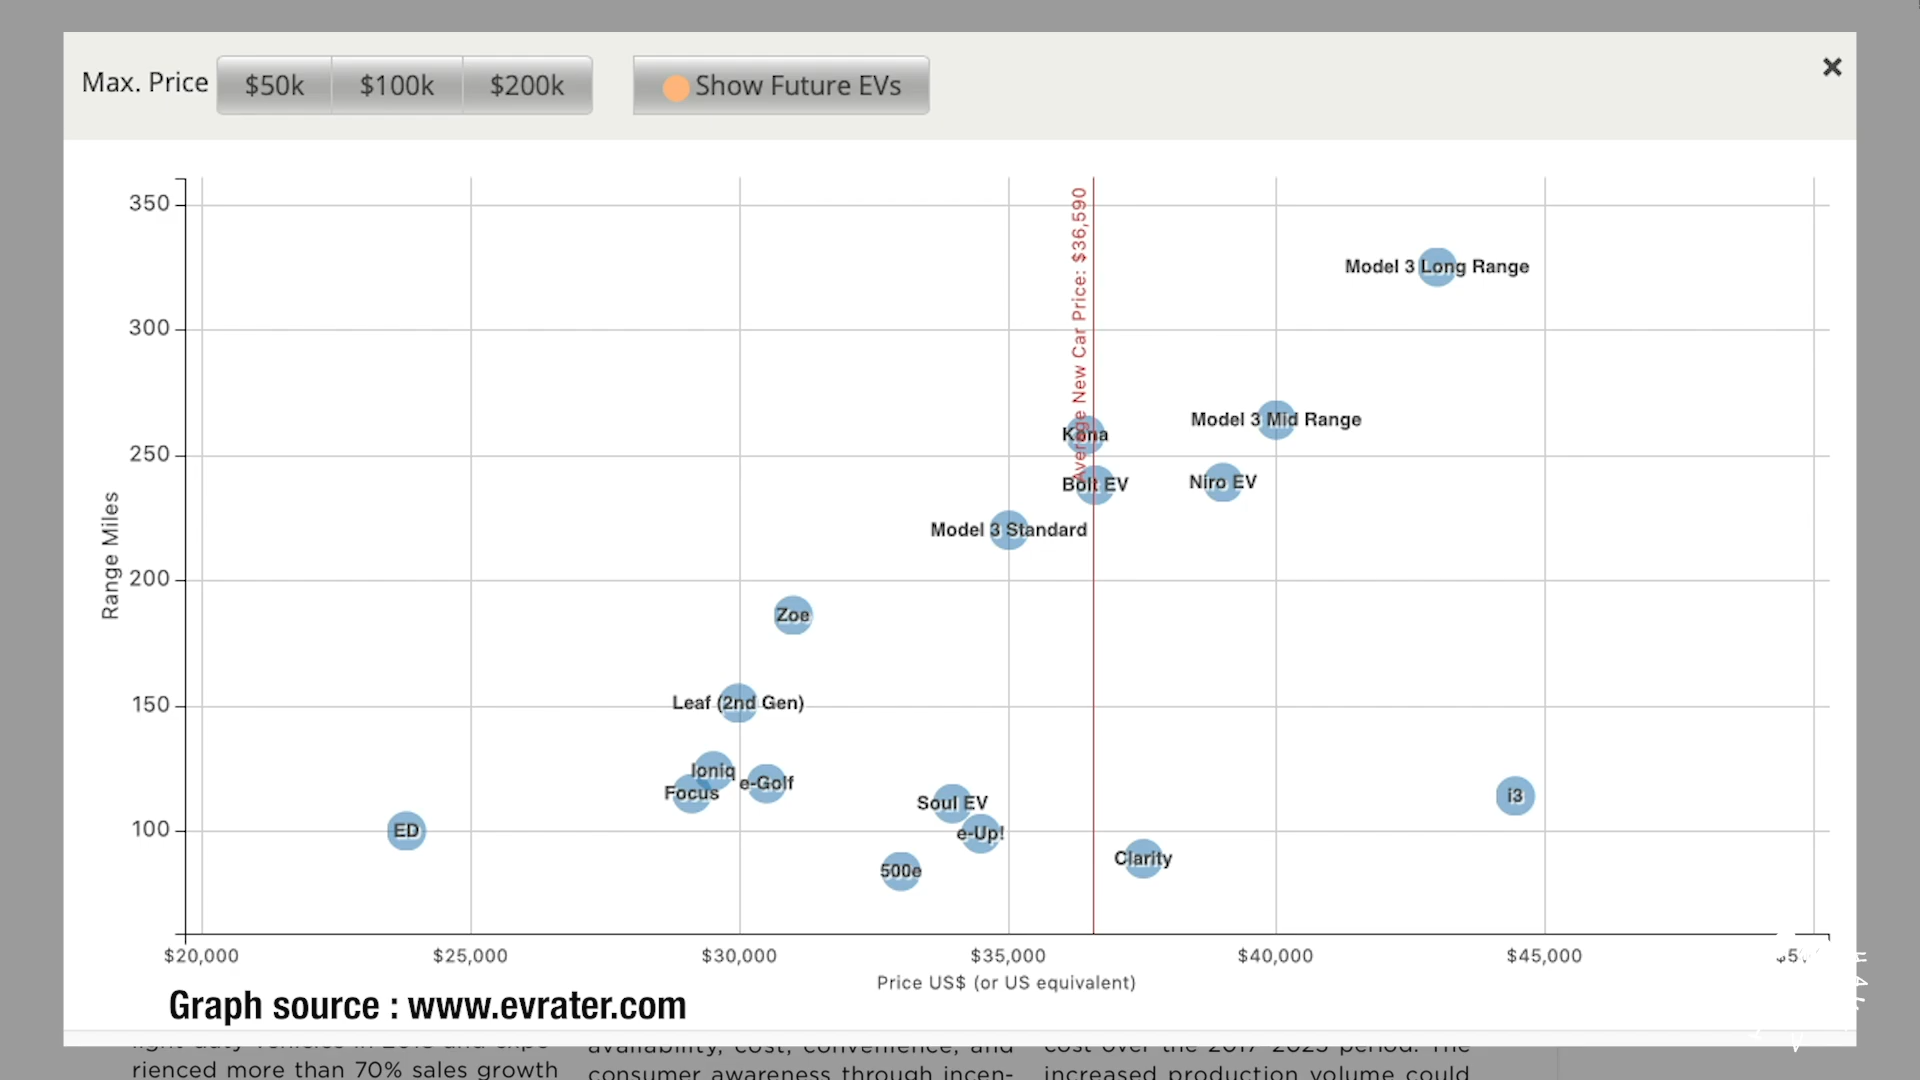 Max. Price $50k $100k $200k Show Future EVs
Average New Car Price: $36,590
350
300
250
200
150
100
Range Miles
Model 3 Long Range
Model 3 Mid Range
Kona
Bolt EV
Niro EV
Model 3 Standard
Zoe
Leaf (2nd Gen)
Ioniq
e-Golf
Focus
Soul EV
i3
ED
e-Up!
Clarity
500e
$20,000 $25,000 $30,000 $35,000 $40,000 $45,000
Price US$ (or US equivalent)
Graph source : www.evrater.com
availability, cost, convenience, and
rienced more than 70% sales growth
consumer awareness through incen-
increased production volume could